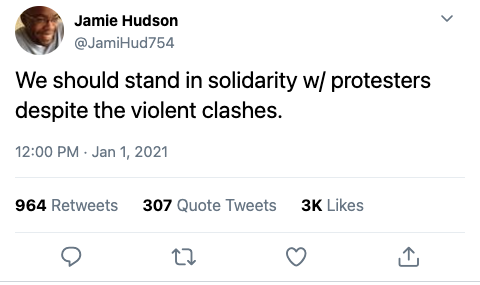 Jamie Hudson
@JamiHud754
We should stand in solidarity w/ protesters
despite the violent clashes.
12:00 PM · Jan 1, 2021
964 Retweets 307 Quote Tweets 3K Likes